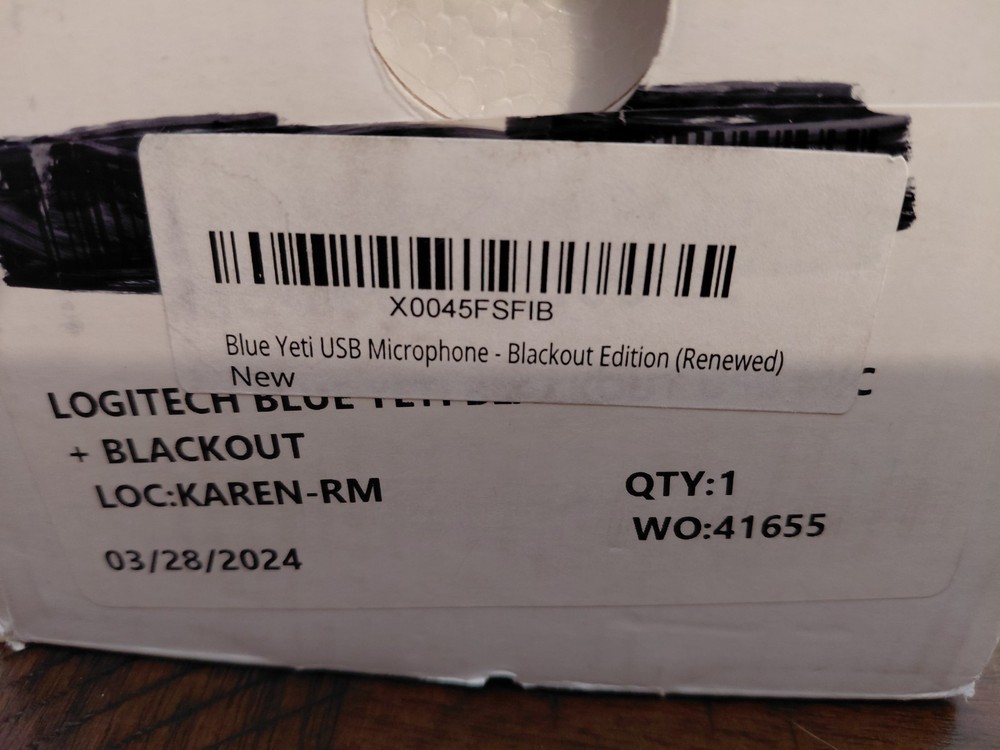 X0045FSFIB
Blue Yeti USB Microphone - Blackout Edition (Renewed)
New
LOGITECH BLUE YETI
+ BLACKOUT
LOC:KAREN-RM
QTY:1
WO:41655
03/28/2024